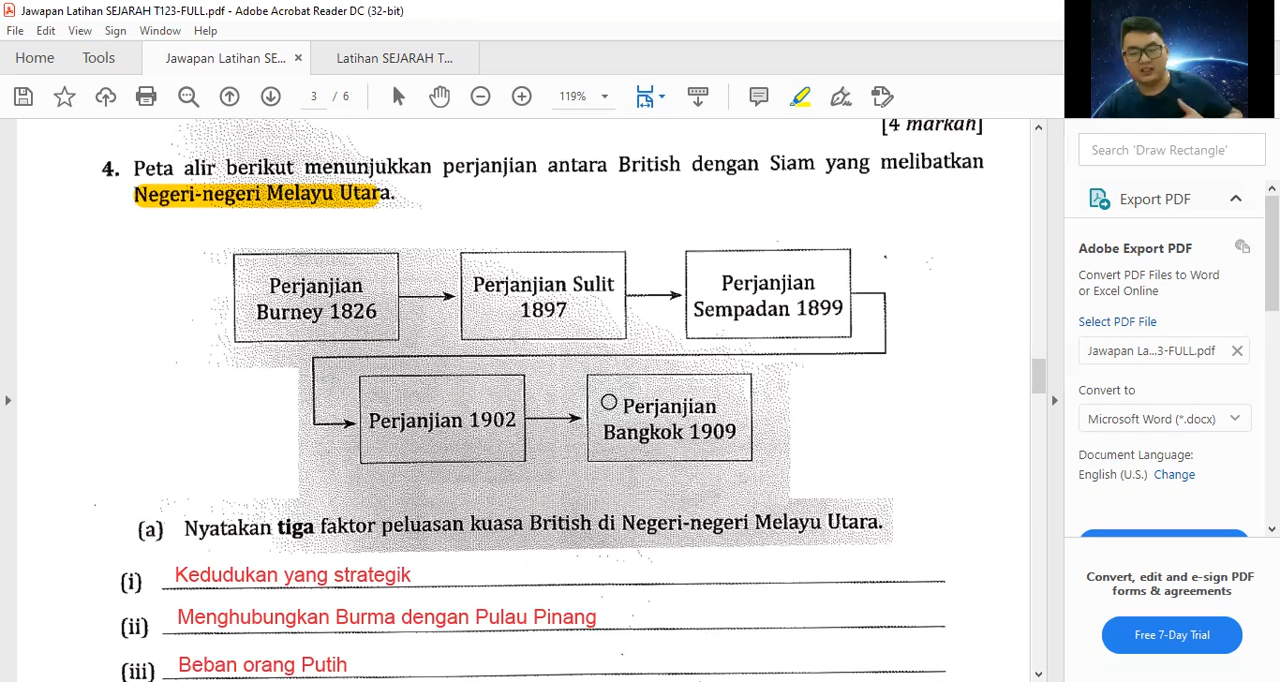 Jawapan Latihan SEJARAH T123-FULL.pdf - Adobe Acrobat Reader DC (32-bit)
File Edit View Sign Window Help
Home Tools Jawapan Latihan SE... × Latihan SEJARAH T...
3 / 6 119%
[4 markah]
4. Peta alir berikut menunjukkan perjanjian antara British dengan Siam yang melibatkan
Negeri-negeri Melayu Utara.
Perjanjian
Burney 1826
Perjanjian Sulit
1897
Perjanjian
Sempadan 1899
Perjanjian 1902
Perjanjian
Bangkok 1909
(a) Nyatakan tiga faktor peluasan kuasa British di Negeri-negeri Melayu Utara.
(i) Kedudukan yang strategik
(ii) Menghubungkan Burma dengan Pulau Pinang
(iii) Beban orang Putih
Search 'Draw Rectangle'
Export PDF
Adobe Export PDF
Convert PDF Files to Word
or Excel Online
Select PDF File
Jawapan La...3-FULL.pdf
Convert to
Microsoft Word (*.docx)
Document Language:
English (U.S.) Change
Convert, edit and e-sign PDF
forms & agreements
Free 7-Day Trial